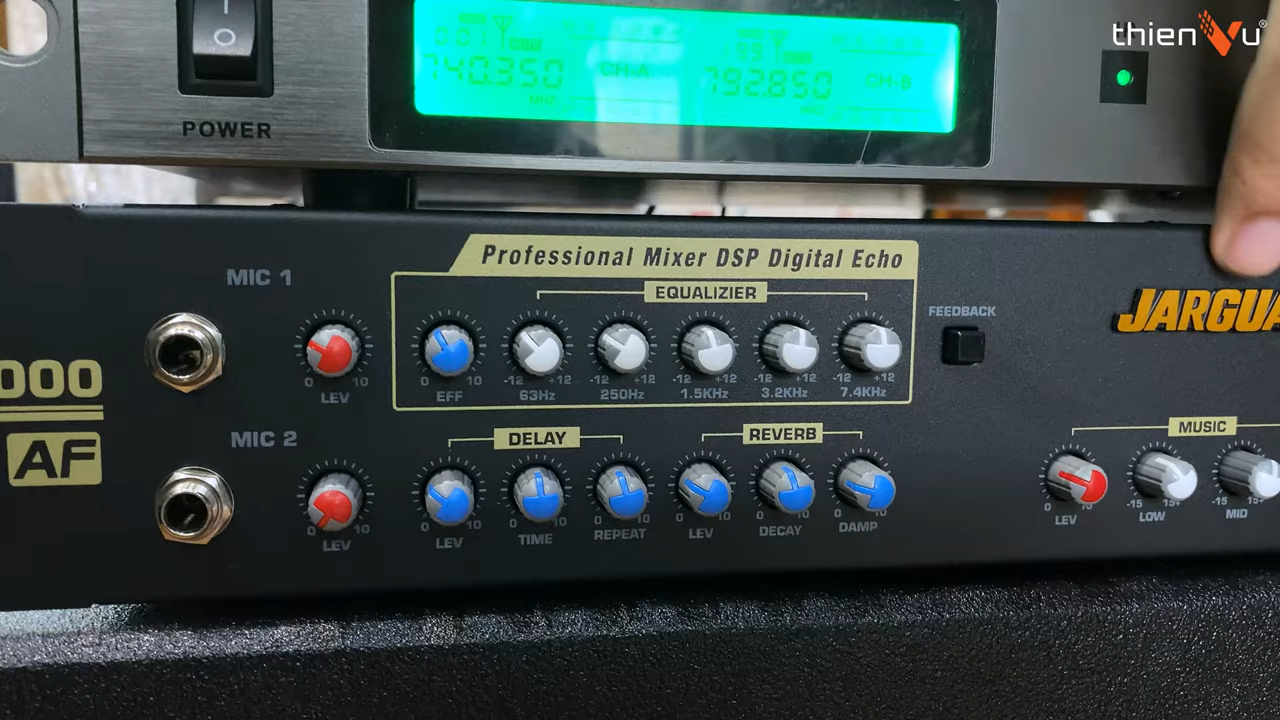 thienVu®
POWER
740.350 MHz CH-A
792.850 CH-B
Professional Mixer DSP Digital Echo
MIC 1
EQUALIZIER
FEEDBACK
JARGUA
0 10 0 10 -12 +12 -12 +12 -12 +12 -12 +12 -12 +12
LEV EFF 63Hz 250Hz 1.5KHz 3.2KHz 7.4KHz
000
AF
MIC 2
DELAY REVERB MUSIC
0 10 0 10 0 10 0 10 0 10 0 10 0 10 0 10 -15 15+ -15 15+
LEV LEV TIME REPEAT LEV DECAY DAMP LEV LOW MID